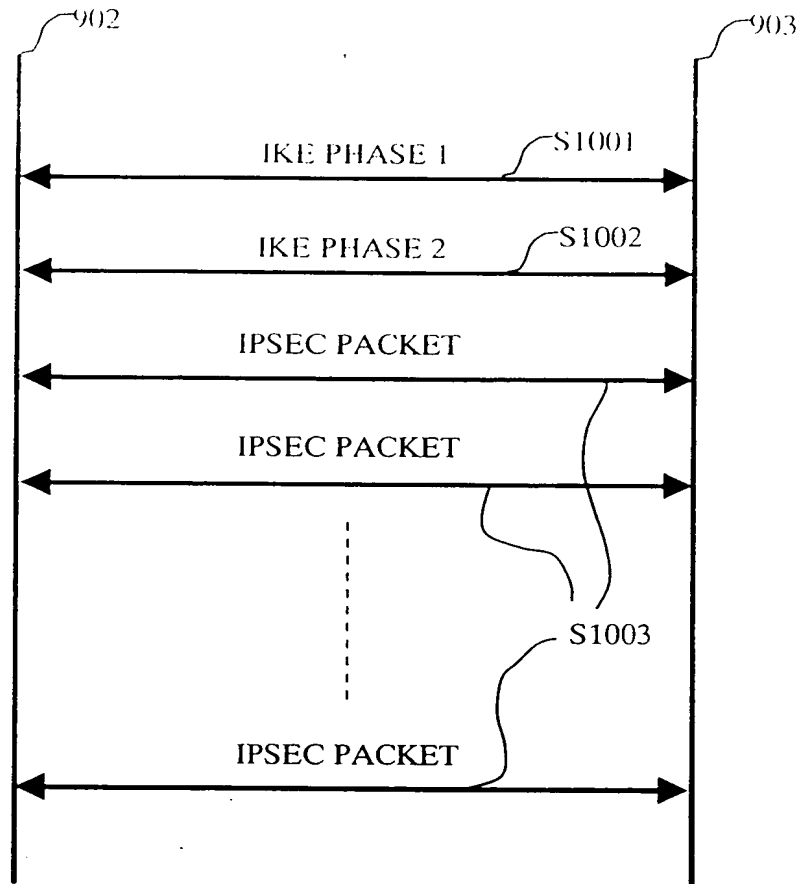 902
903
IKE PHASE 1
S1001
IKE PHASE 2
S1002
IPSEC PACKET
IPSEC PACKET
S1003
IPSEC PACKET